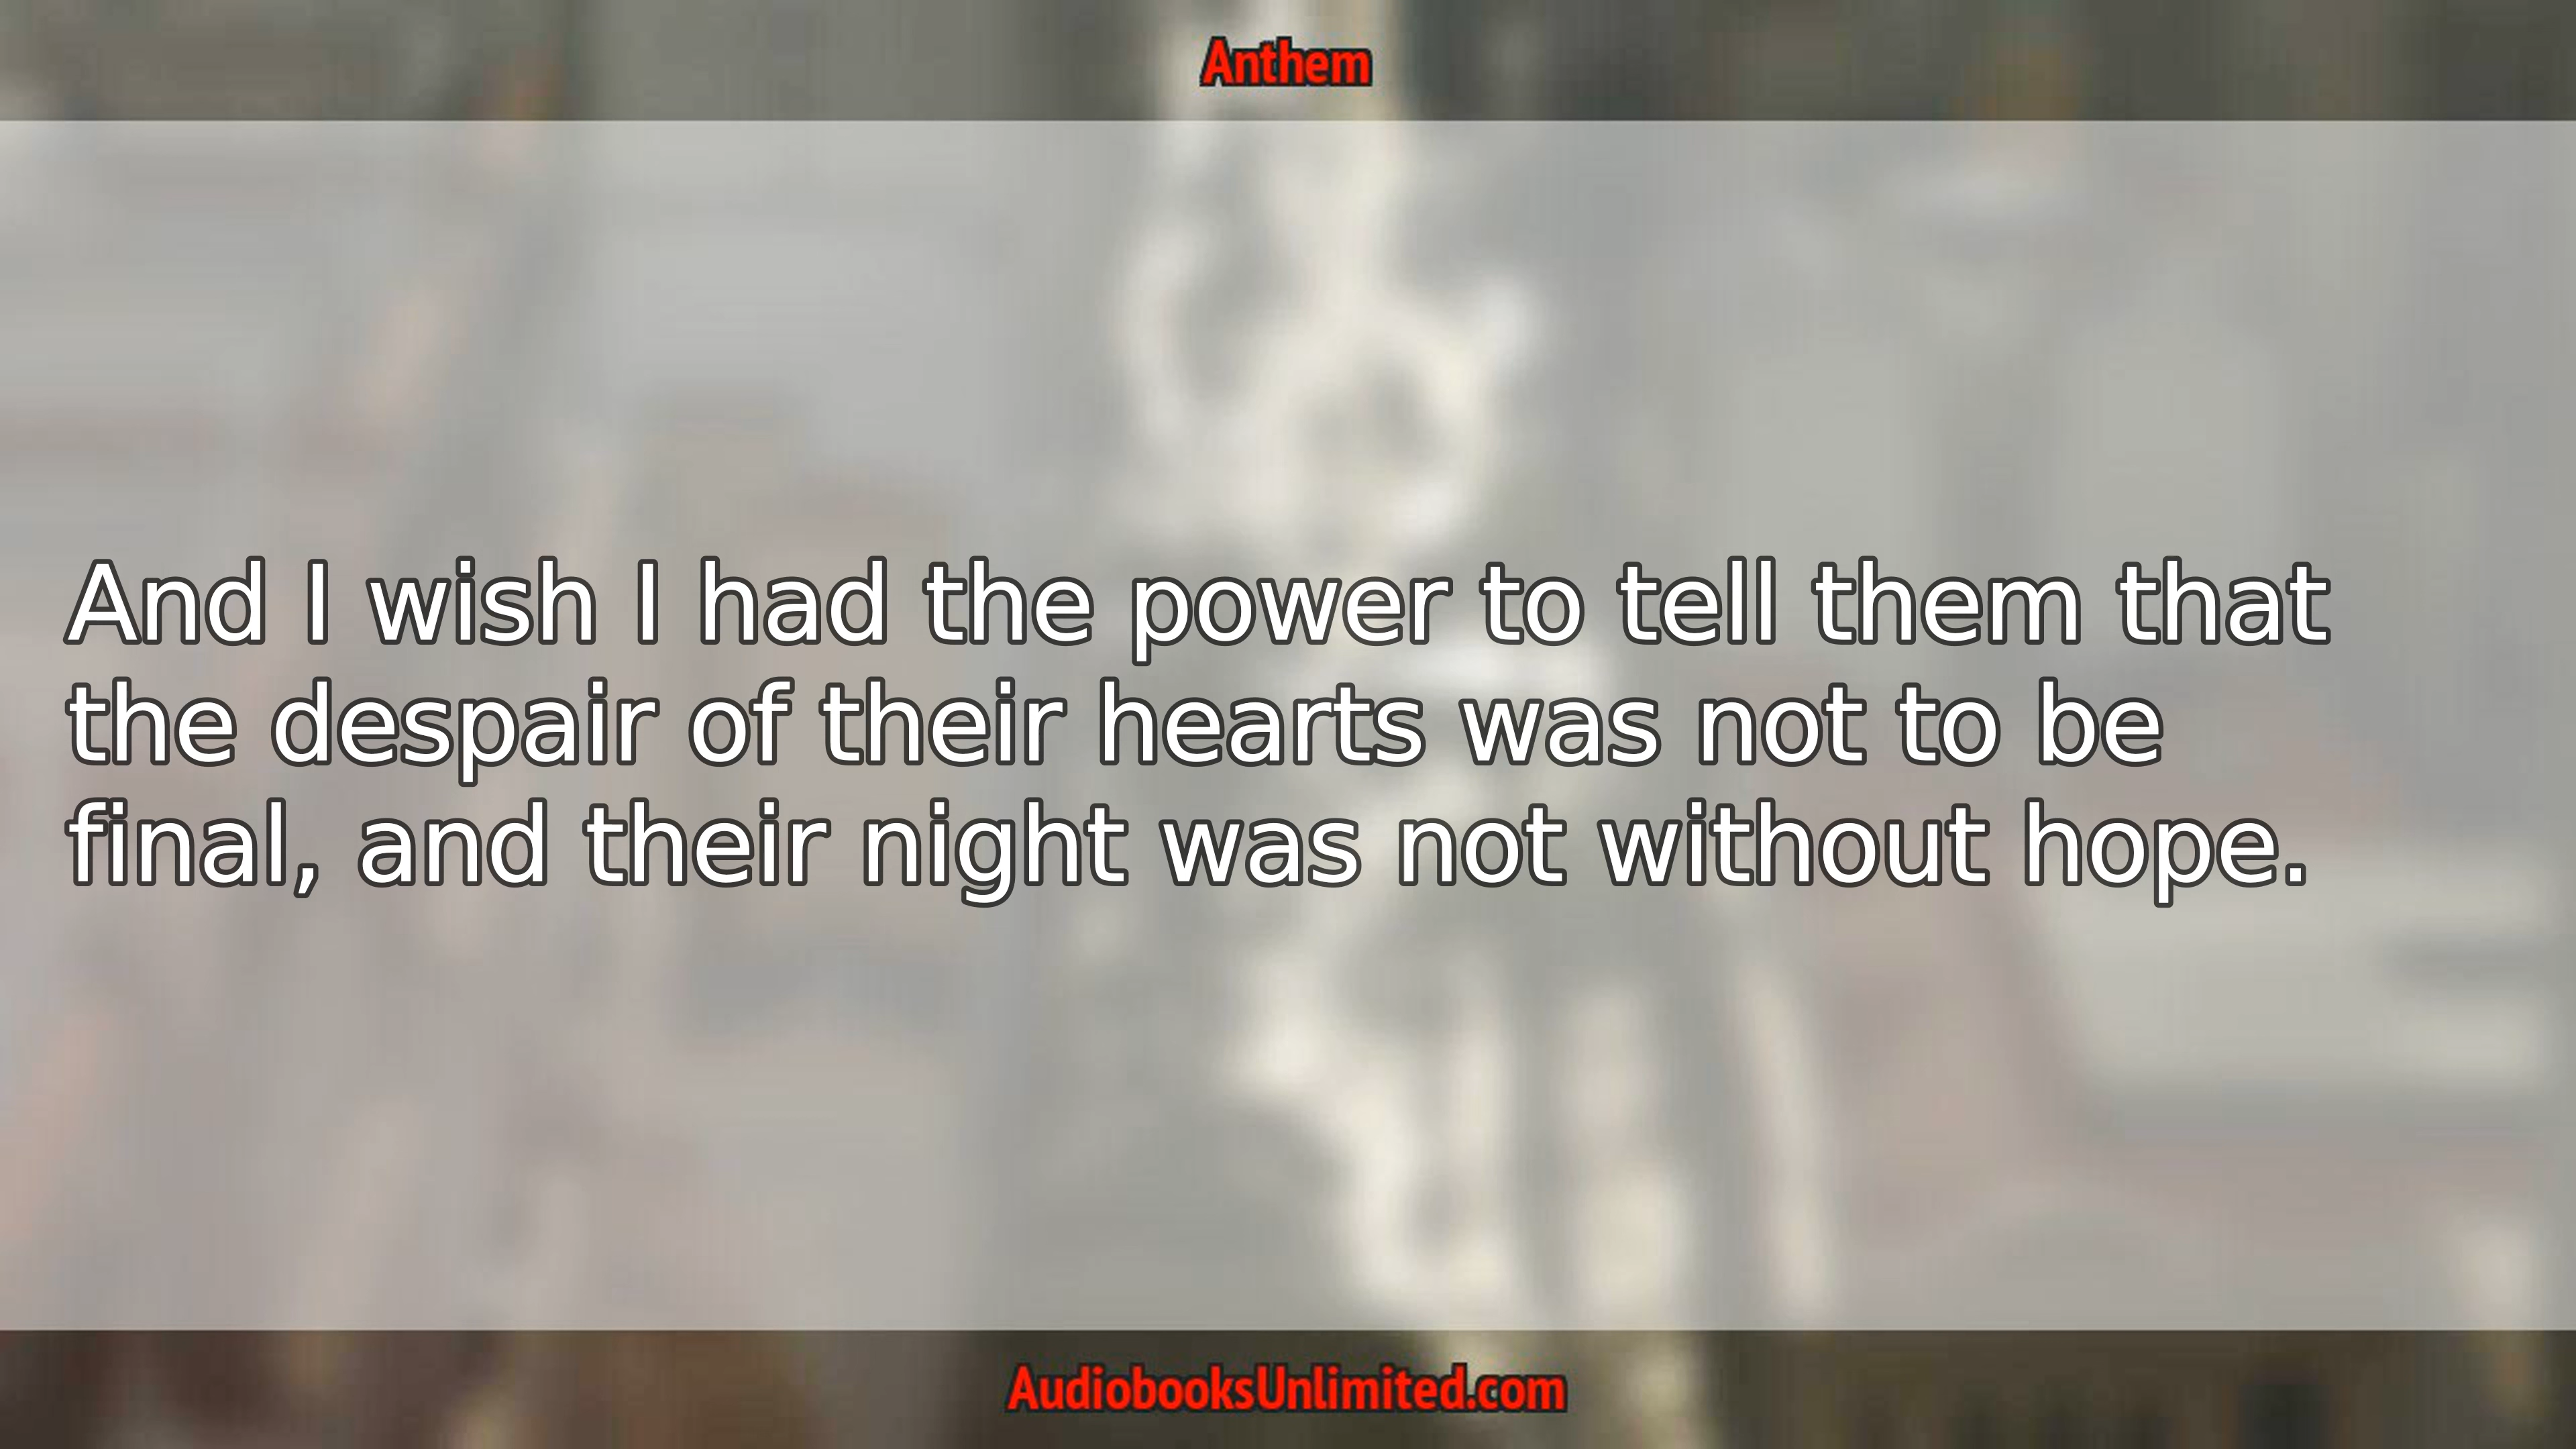 Anthem
And I wish I had the power to tell them that
the despair of their hearts was not to be
final, and their night was not without hope.
AudiobooksUnlimited.com